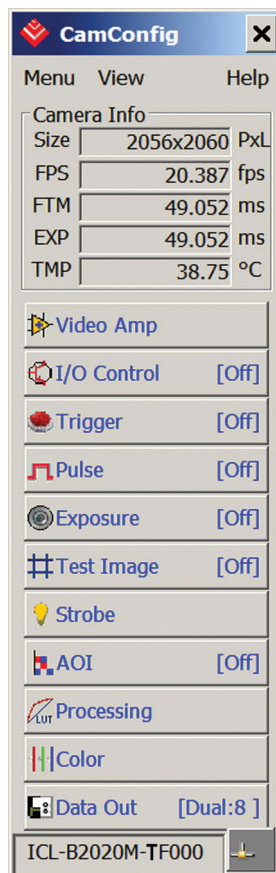 CamConfig
Menu View Help
Camera Info
Size 2056x2060 PxL
FPS 20.387 fps
FTM 49.052 ms
EXP 49.052 ms
TMP 38.75 °C
Video Amp
I/O Control [Off]
Trigger [Off]
Pulse [Off]
Exposure [Off]
Test Image [Off]
Strobe
AOI [Off]
LUT Processing
Color
Data Out [Dual:8 ]
ICL-B2020M-TF000